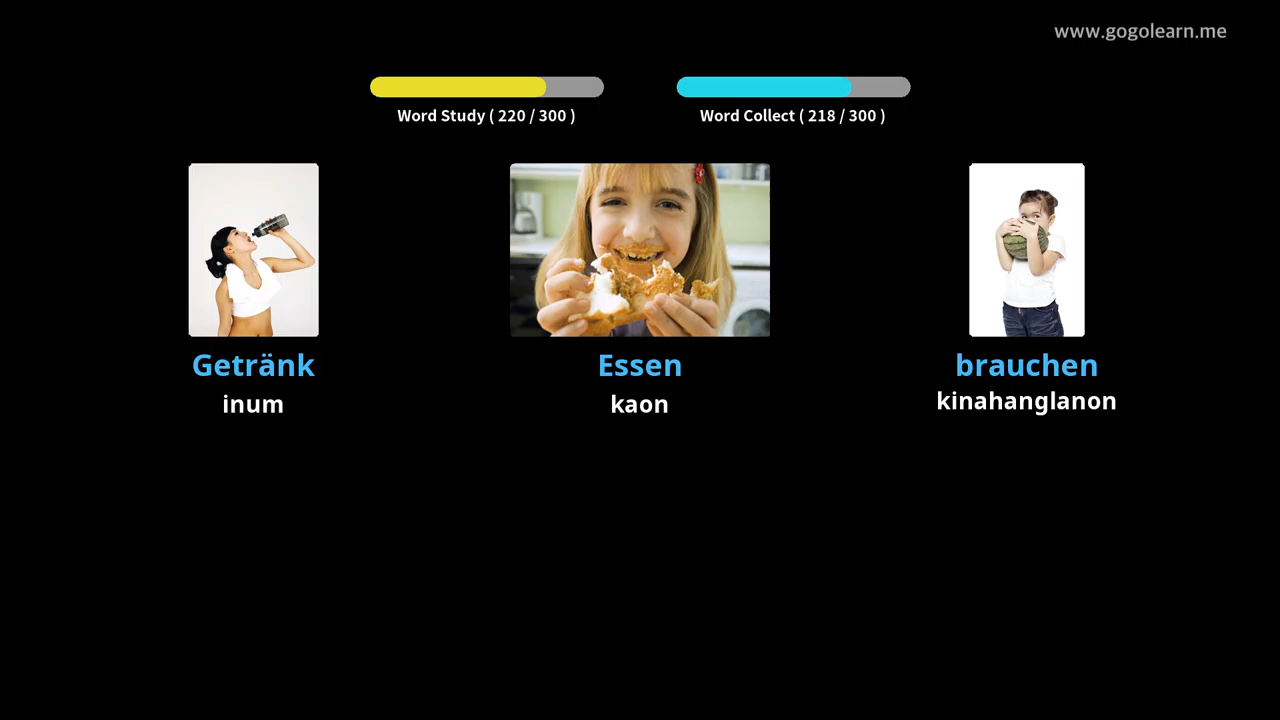 www.gogolearn.me
Word Study ( 220 / 300 )
Word Collect ( 218 / 300 )
Getränk
Essen
brauchen
inum
kaon
kinahanglanon